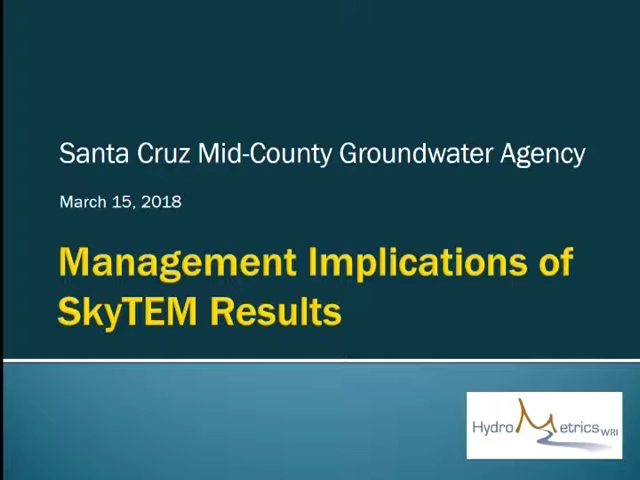 Santa Cruz Mid-County Groundwater Agency
March 15, 2018
Management Implications of
SkyTEM Results
HydroMetrics WRI